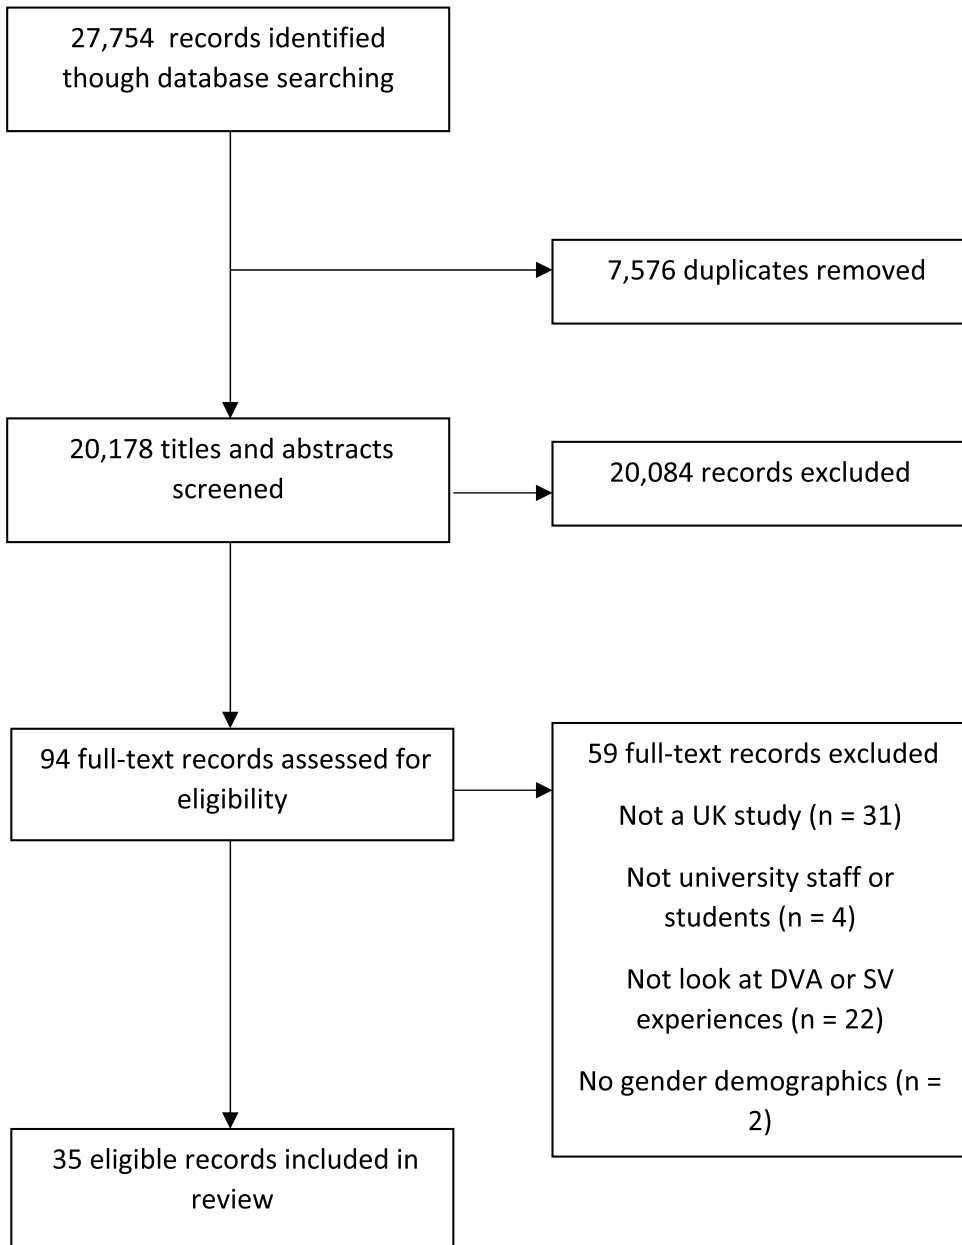 27,754 records identified
though database searching
7,576 duplicates removed
20,178 titles and abstracts
screened
20,084 records excluded
94 full-text records assessed for
eligibility
59 full-text records excluded
Not a UK study (n = 31)
Not university staff or
students (n = 4)
Not look at DVA or SV
experiences (n = 22)
No gender demographics (n =
2)
35 eligible records included in
review